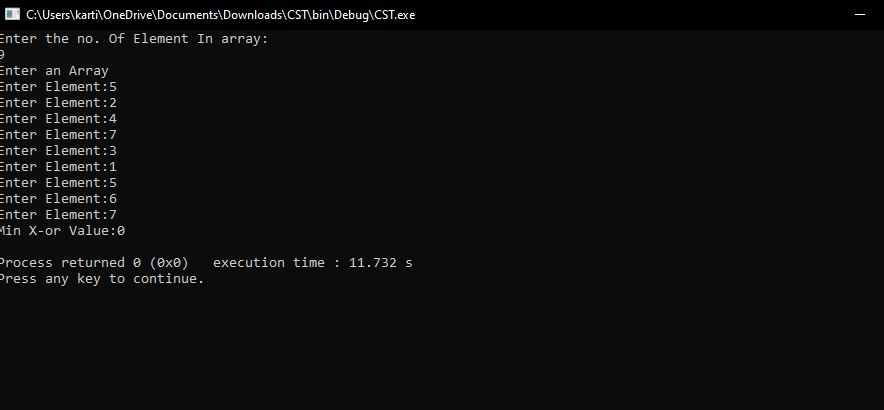 C:\Users\karti\OneDrive\Documents\Downloads\CST\bin\Debug\CST.exe
Enter the no. Of Element In array:
9
Enter an Array
Enter Element:5
Enter Element:2
Enter Element:4
Enter Element:7
Enter Element:3
Enter Element:1
Enter Element:5
Enter Element:6
Enter Element:7
Min X-or Value:0
Process returned 0 (0x0)   execution time : 11.732 s
Press any key to continue.